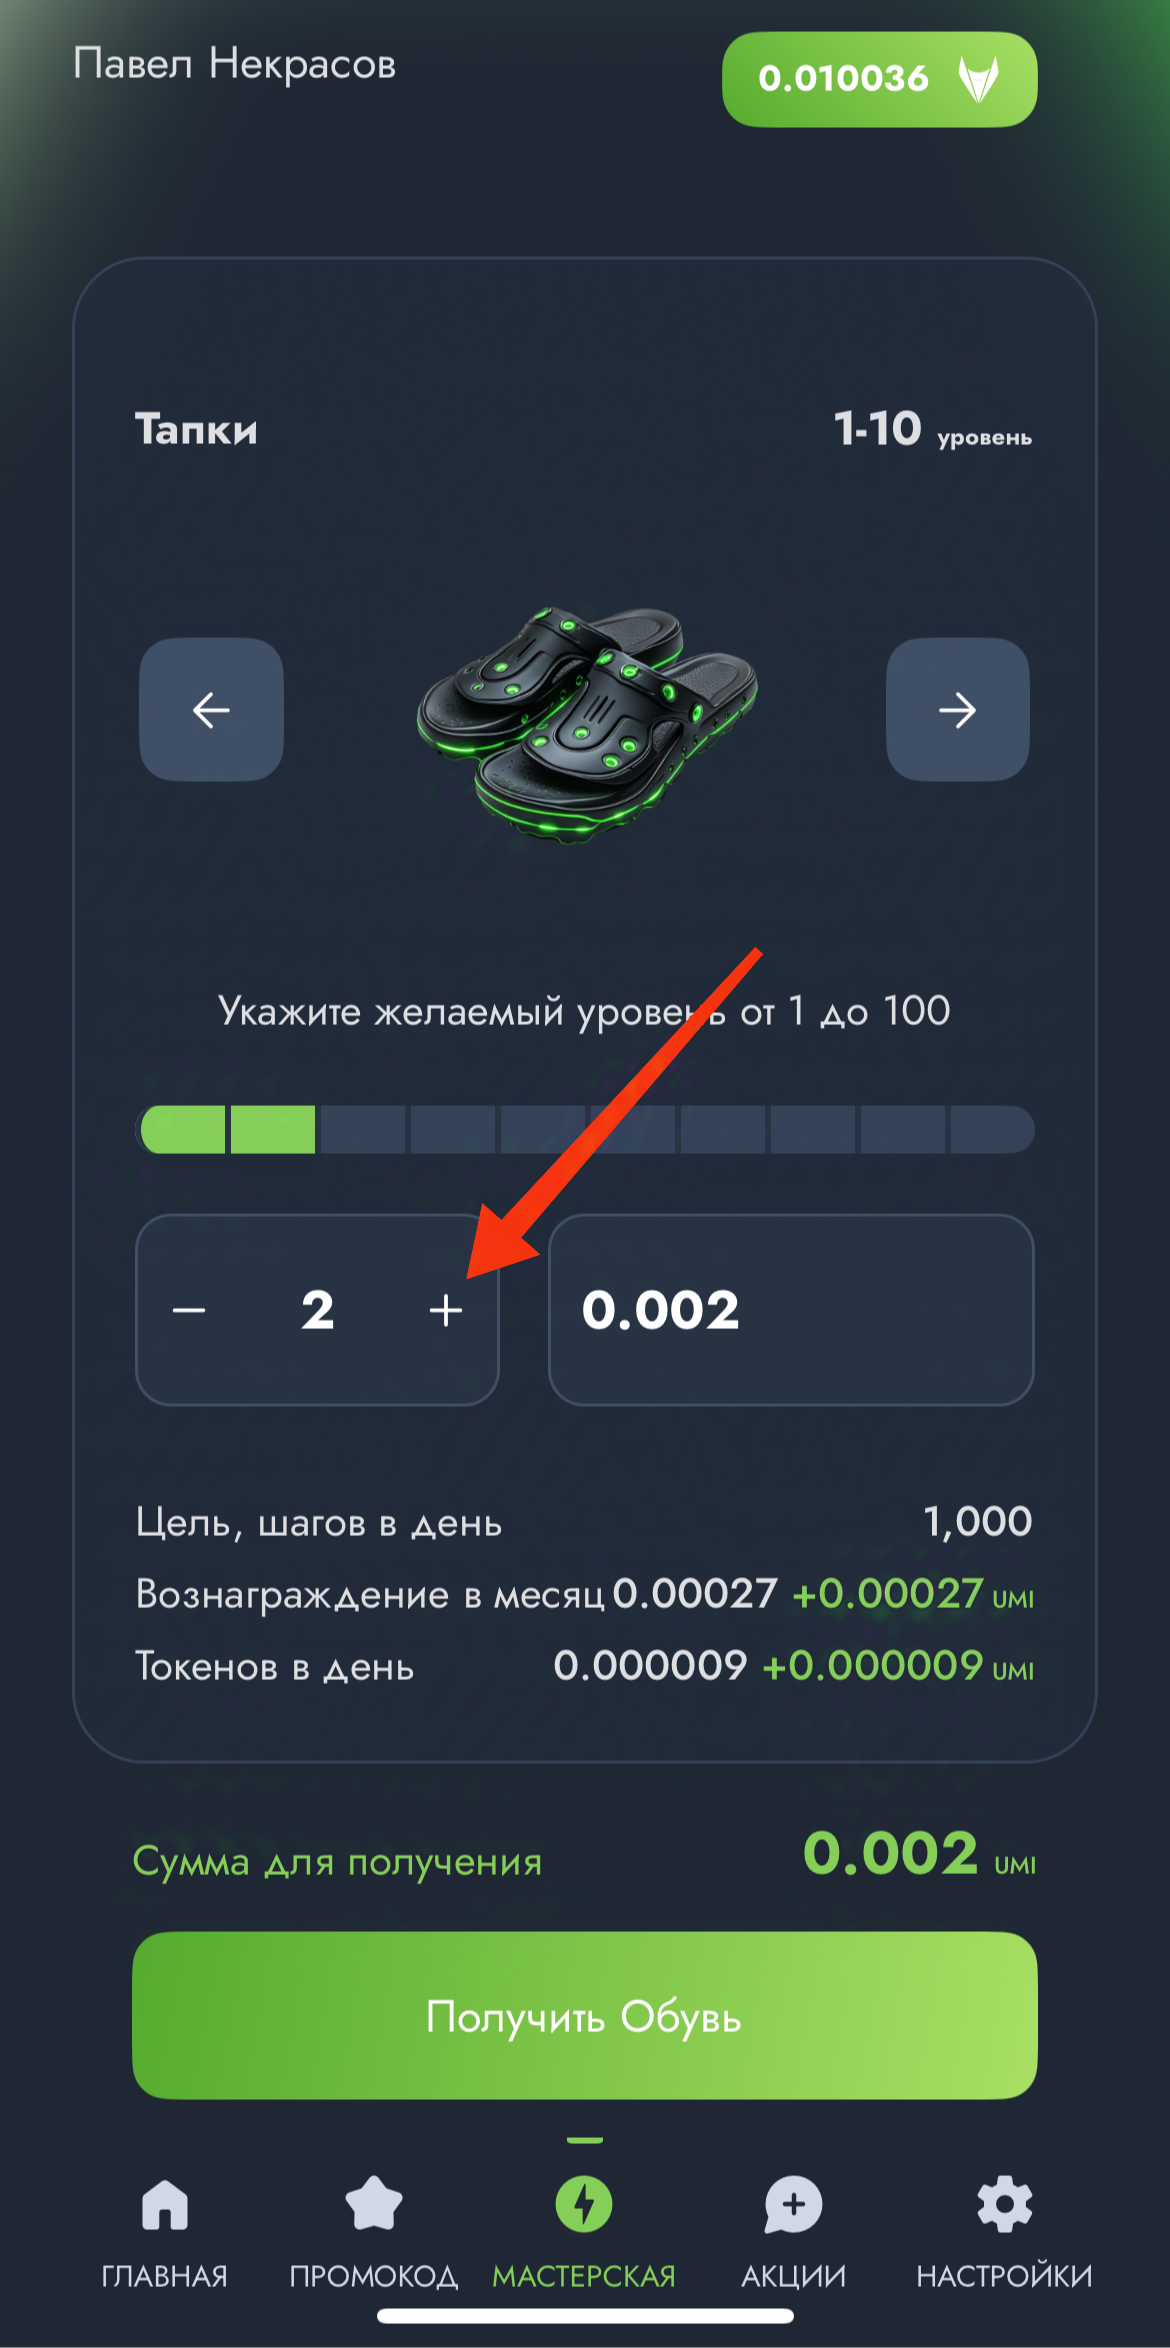 Павел Некрасов
0.010036
Тапки
1-10 уровень
Укажите желаемый уровень от 1 до 100
2
0.002
Цель, шагов в день 1,000
Вознаграждение в месяц 0.00027 +0.00027 UMI
Токенов в день 0.000009 +0.000009 UMI
Сумма для получения 0.002 UMI
Получить Обувь
ГЛАВНАЯ ПРОМОКОД МАСТЕРСКАЯ АКЦИИ НАСТРОЙКИ